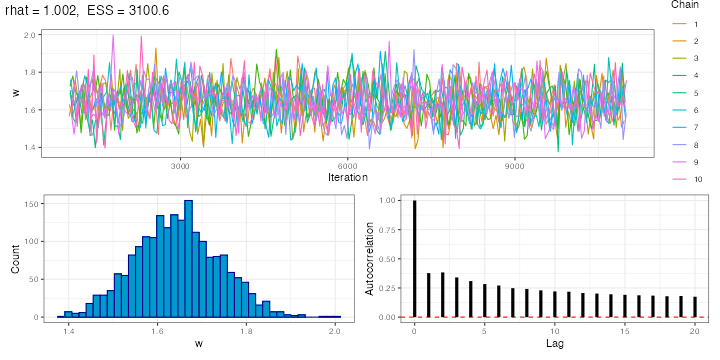 rhat = 1.002, ESS = 3100.6
Chain
1
2
3
4
5
6
7
8
9
10
w
2.0
1.8
1.6
1.4
3000 6000 9000
Iteration
Count
150
100
50
0
1.4 1.6 1.8 2.0
w
Autocorrelation
1.00
0.75
0.50
0.25
0.00
0 5 10 15 20
Lag